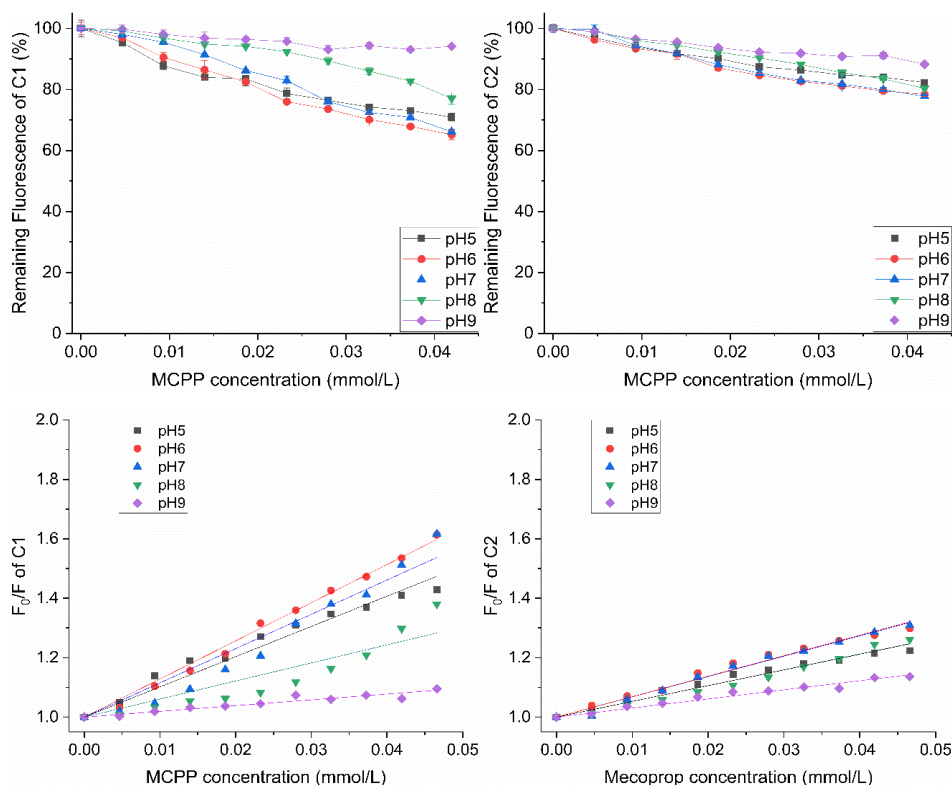 Remaining Fluorescence of C1 (%)
100
80
60
40
20
0
0.00
0.01
0.02
0.03
0.04
MCPP concentration (mmol/L)
pH5
pH6
pH7
pH8
pH9
Remaining Fluorescence of C2 (%)
100
80
60
40
20
0
0.00
0.01
0.02
0.03
0.04
MCPP concentration (mmol/L)
pH5
pH6
pH7
pH8
pH9
F0/F of C1
2.0
1.8
1.6
1.4
1.2
1.0
0.00
0.01
0.02
0.03
0.04
0.05
MCPP concentration (mmol/L)
pH5
pH6
pH7
pH8
pH9
F0/F of C2
2.0
1.8
1.6
1.4
1.2
1.0
0.00
0.01
0.02
0.03
0.04
0.05
Mecoprop concentration (mmol/L)
pH5
pH6
pH7
pH8
pH9